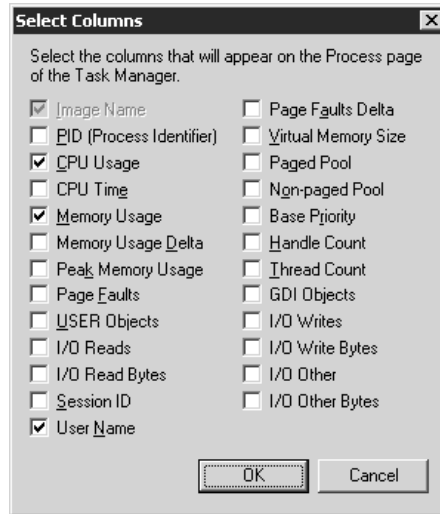 Select Columns
Select the columns that will appear on the Process page
of the Task Manager.
Image Name
PID (Process Identifier)
CPU Usage
CPU Time
Memory Usage
Memory Usage Delta
Peak Memory Usage
Page Faults
USER Objects
I/O Reads
I/O Read Bytes
Session ID
User Name
Page Faults Delta
Virtual Memory Size
Paged Pool
Non-paged Pool
Base Priority
Handle Count
Thread Count
GDI Objects
I/O Writes
I/O Write Bytes
I/O Other
I/O Other Bytes
OK
Cancel